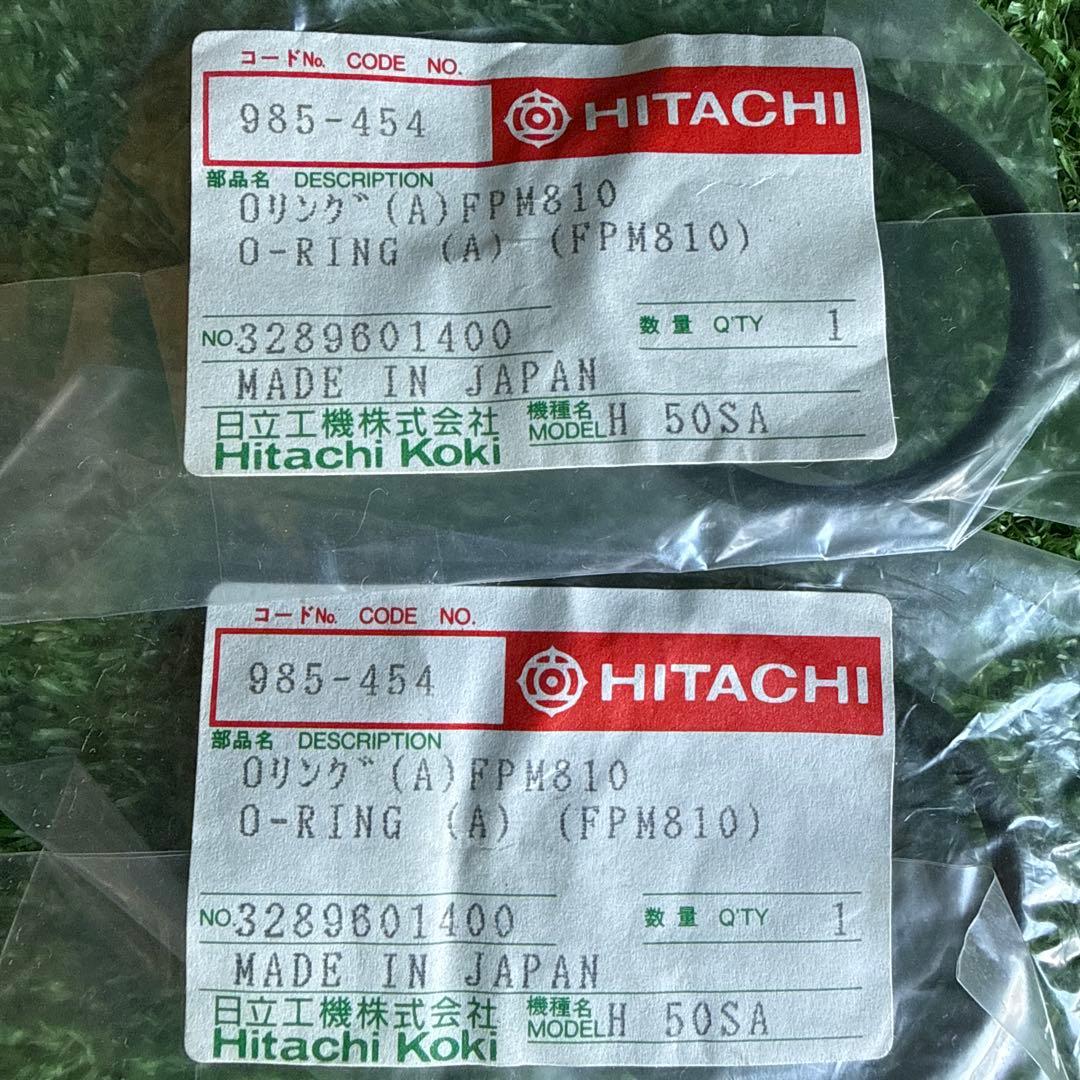 コードNo. CODE NO.
985-454 HITACHI
部品名 DESCRIPTION
Oリング(A)FPM810
O-RING (A) (FPM810)
NO.3289601400 数量 Q'TY 1
MADE IN JAPAN
日立工機株式会社 機種名
Hitachi Koki MODEL H 50SA
コードNo. CODE NO.
985-454 HITACHI
部品名 DESCRIPTION
Oリング(A)FPM810
O-RING (A) (FPM810)
NO.3289601400 数量 Q'TY 1
MADE IN JAPAN
日立工機株式会社 機種名
Hitachi Koki MODEL H 50SA